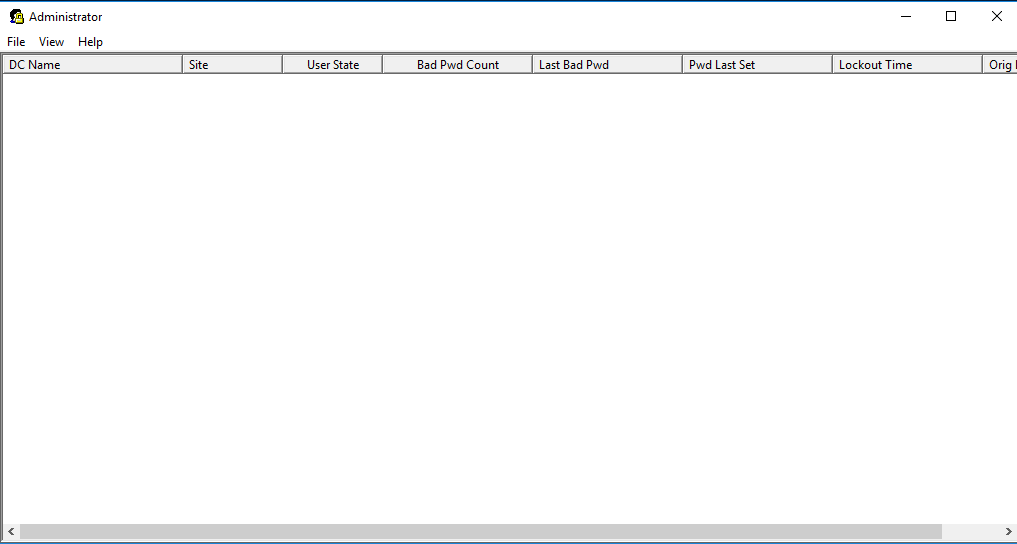 Administrator
File View Help
DC Name Site User State Bad Pwd Count Last Bad Pwd Pwd Last Set Lockout Time Orig